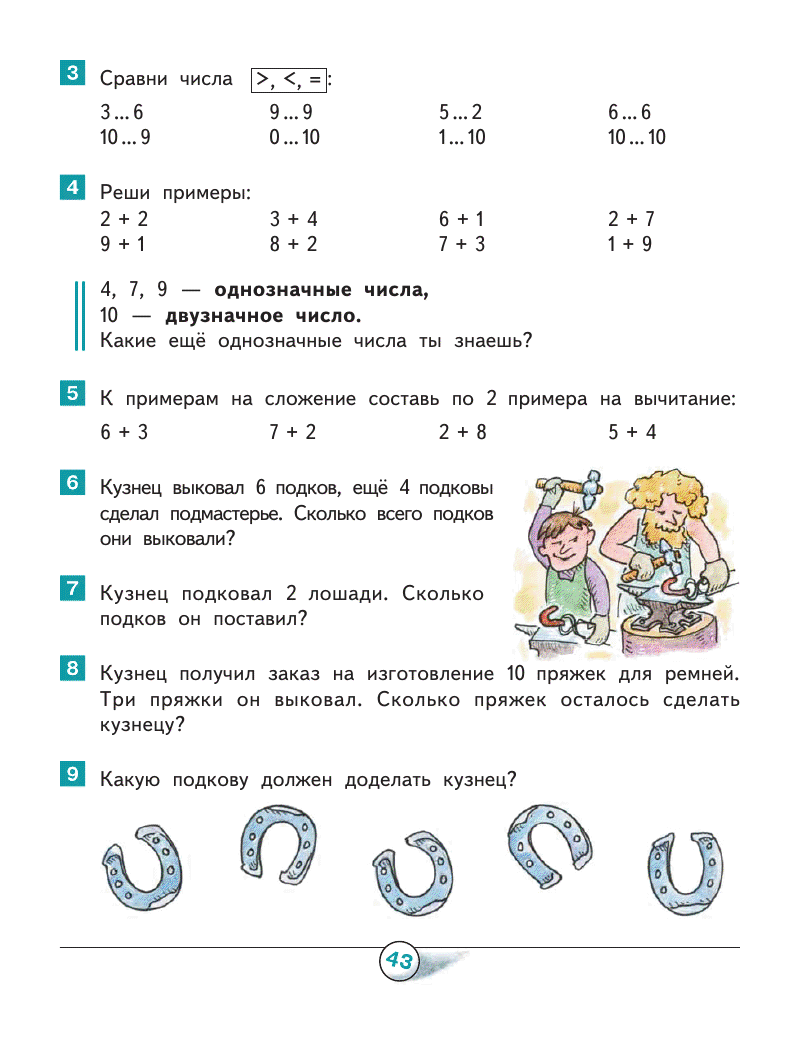 3 Сравни числа >, <, = :
3 ... 6 9 ... 9 5 ... 2 6 ... 6
10 ... 9 0 ... 10 1 ... 10 10 ... 10
4 Реши примеры:
2 + 2 3 + 4 6 + 1 2 + 7
9 + 1 8 + 2 7 + 3 1 + 9
4, 7, 9 — однозначные числа,
10 — двузначное число.
Какие ещё однозначные числа ты знаешь?
5 К примерам на сложение составь по 2 примера на вычитание:
6 + 3 7 + 2 2 + 8 5 + 4
6 Кузнец выковал 6 подков, ещё 4 подковы
сделал подмастерье. Сколько всего подков
они выковали?
7 Кузнец подковал 2 лошади. Сколько
подков он поставил?
8 Кузнец получил заказ на изготовление 10 пряжек для ремней.
Три пряжки он выковал. Сколько пряжек осталось сделать
кузнецу?
9 Какую подкову должен доделать кузнец?
43